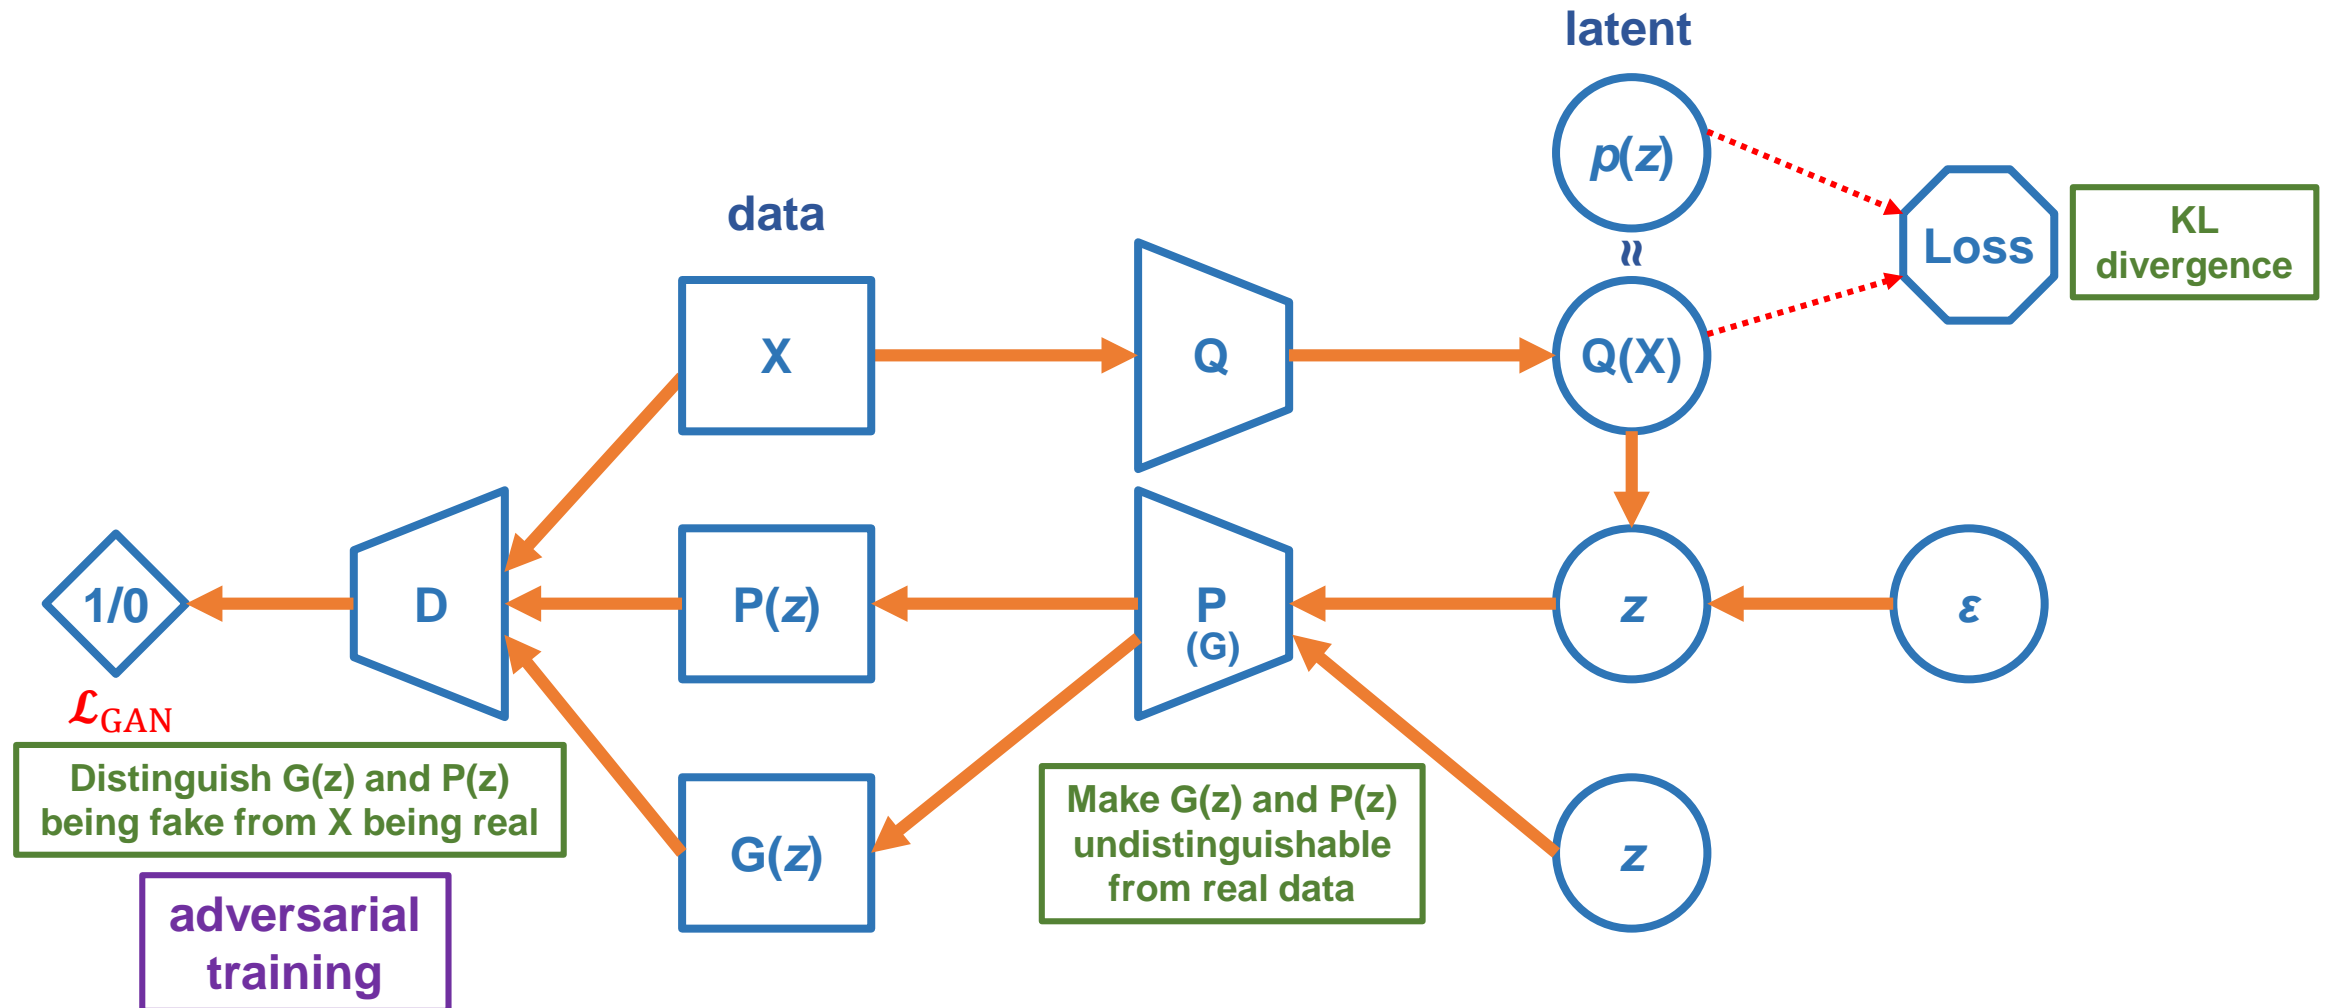 latent
p(z)
data
≈
Loss
KL
divergence
X
Q
Q(X)
1/0
D
P(z)
P
(G)
z
ε
ℒGAN
Distinguish G(z) and P(z)
being fake from X being real
Make G(z) and P(z)
undistinguishable
from real data
G(z)
z
adversarial
training